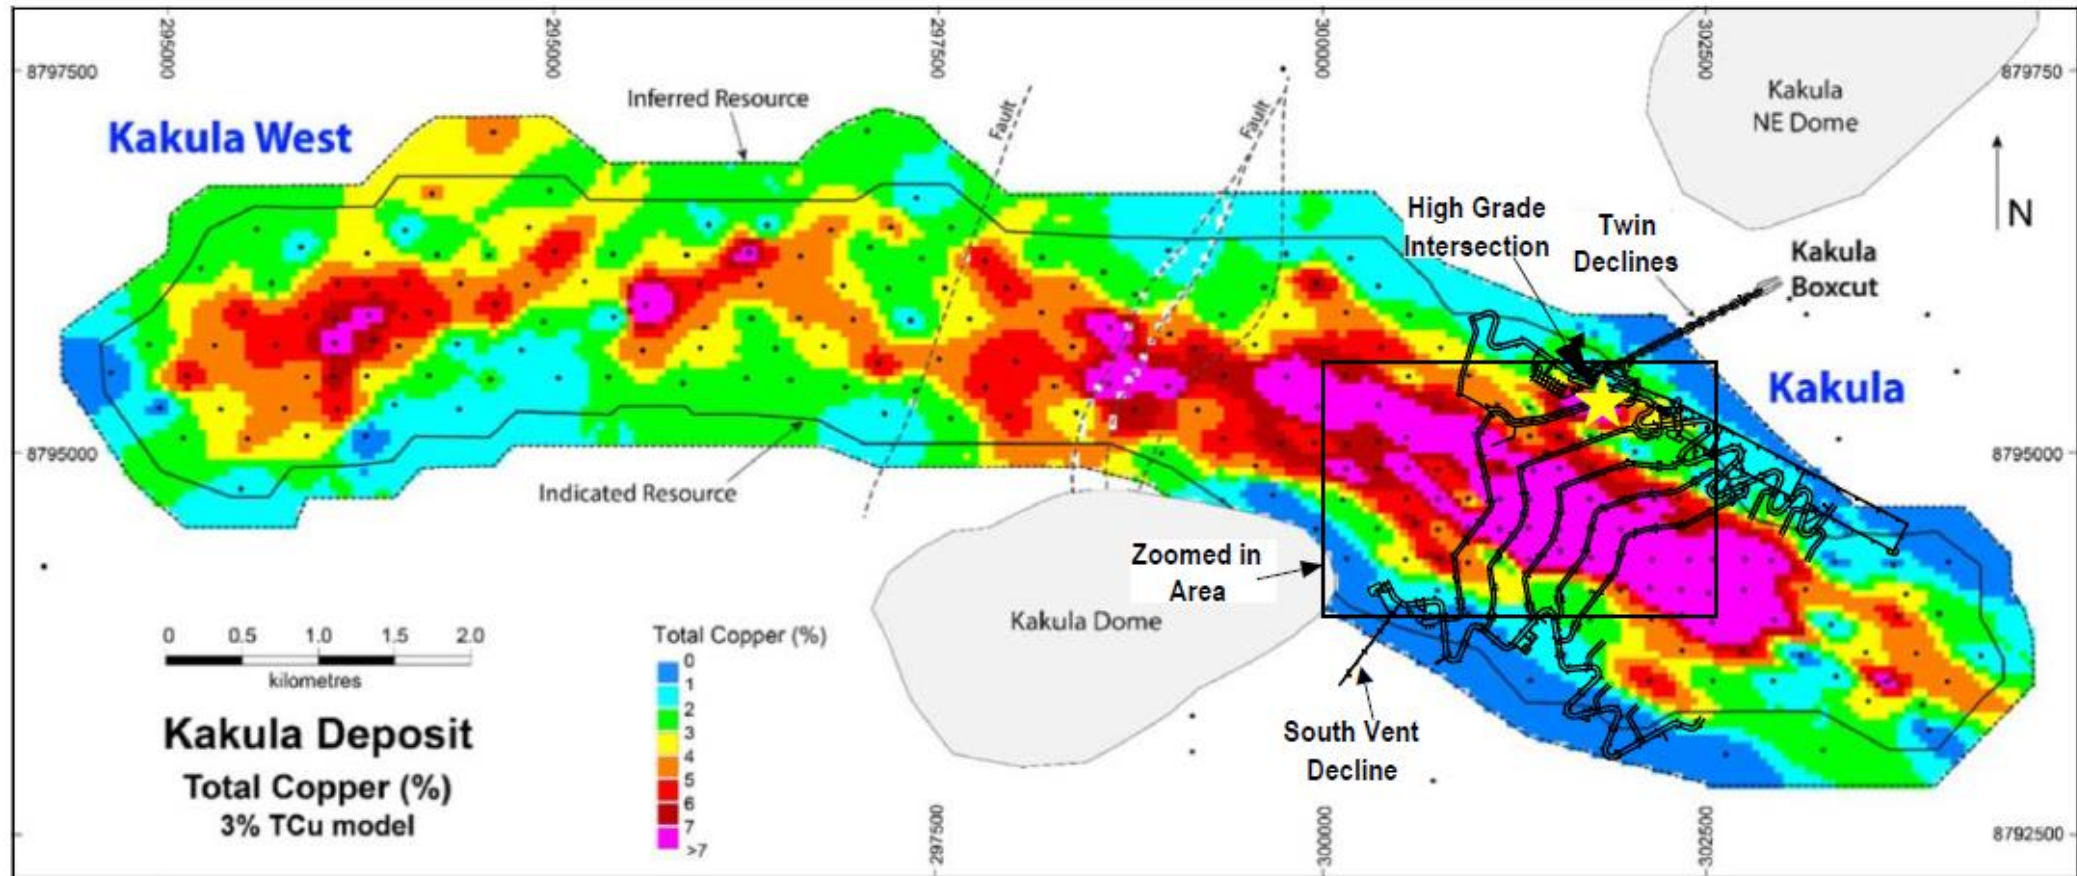 295000
295000
297500
300000
302500
8797500
879750
Inferred Resource
Fault
Fault
Kakula
NE Dome
Kakula West
High Grade
Intersection
Twin
Declines
N
Kakula
Boxcut
Kakula
8795000
8795000
Indicated Resource
Zoomed in
Area
Kakula Dome
0 0.5 1.0 1.5 2.0
kilometres
Total Copper (%)
0
1
2
3
4
5
6
7
>7
Kakula Deposit
Total Copper (%)
3% TCu model
South Vent
Decline
297500
300000
302500
8792500